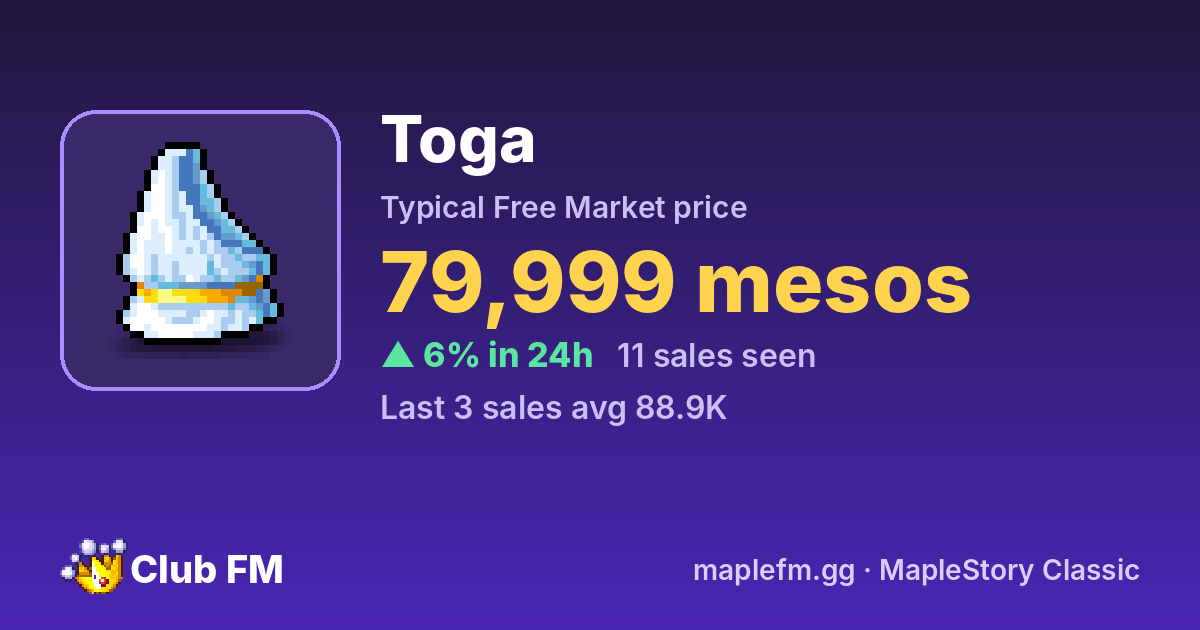 Toga
Typical Free Market price
79,999 mesos
▲ 6% in 24h 11 sales seen
Last 3 sales avg 88.9K
Club FM
maplefm.gg · MapleStory Classic